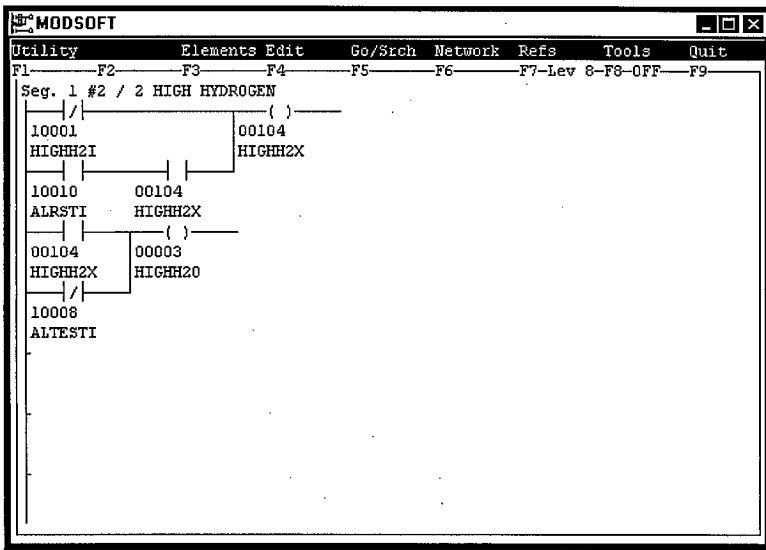 MODSOFT
Utility Elements Edit Go/Srch Network Refs Tools Quit
F1 F2 F3 F4 F5 F6 F7-Lev 8-F8-OFF F9
Seg. 1 #2 / 2 HIGH HYDROGEN
10001 00104
HIGHH2I HIGHH2X
10010 00104
ALRSTI HIGHH2X
00104 00003
HIGHH2X HIGHH2O
10008
ALTESTI